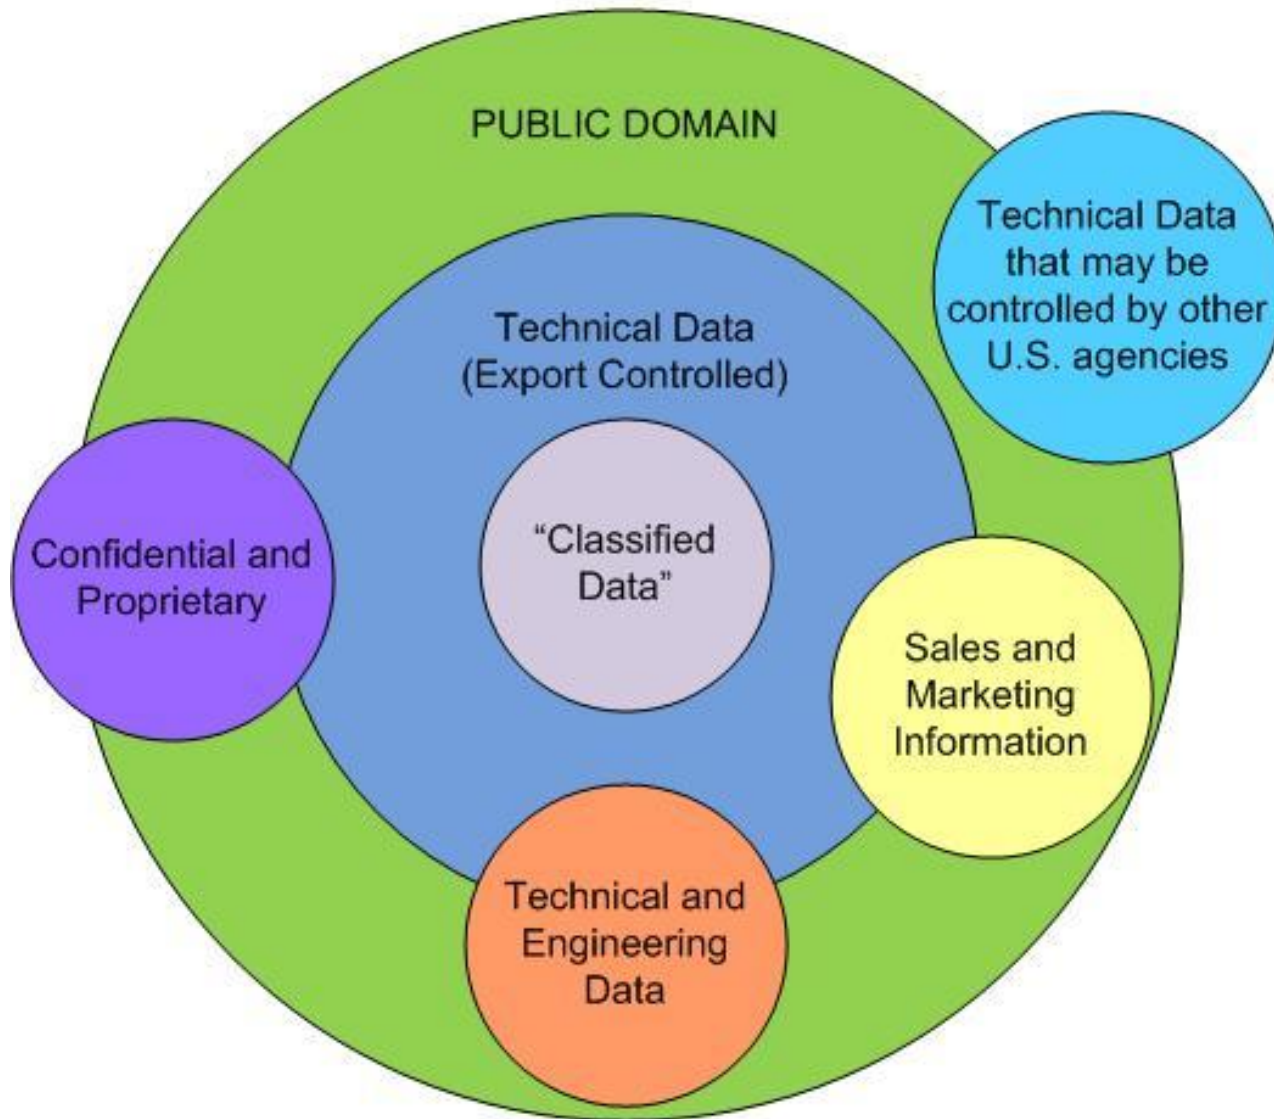 PUBLIC DOMAIN
Technical Data
that may be
controlled by other
U.S. agencies
Technical Data
(Export Controlled)
“Classified
Data”
Confidential and
Proprietary
Sales and
Marketing
Information
Technical and
Engineering
Data